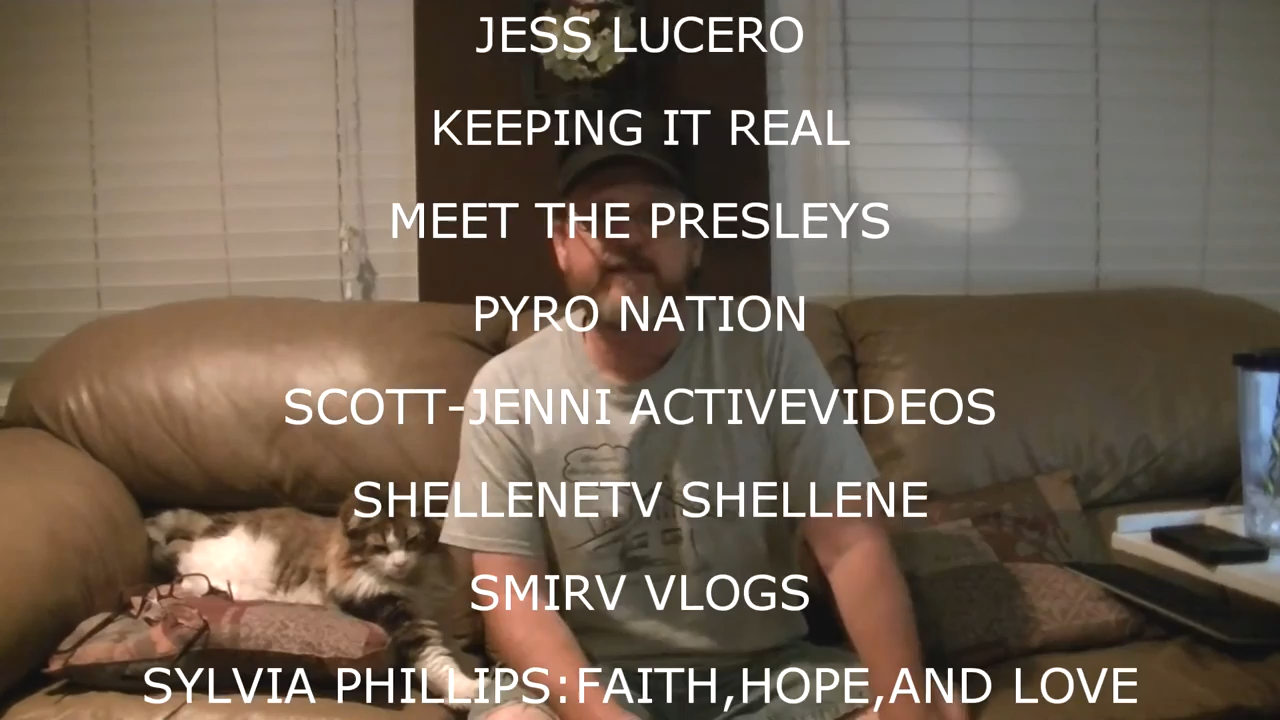 JESS LUCERO
KEEPING IT REAL
MEET THE PRESLEYS
PYRO NATION
SCOTT-JENNI ACTIVEVIDEOS
SHELLENETV SHELLENE
SMIRV VLOGS
SYLVIA PHILLIPS:FAITH,HOPE,AND LOVE